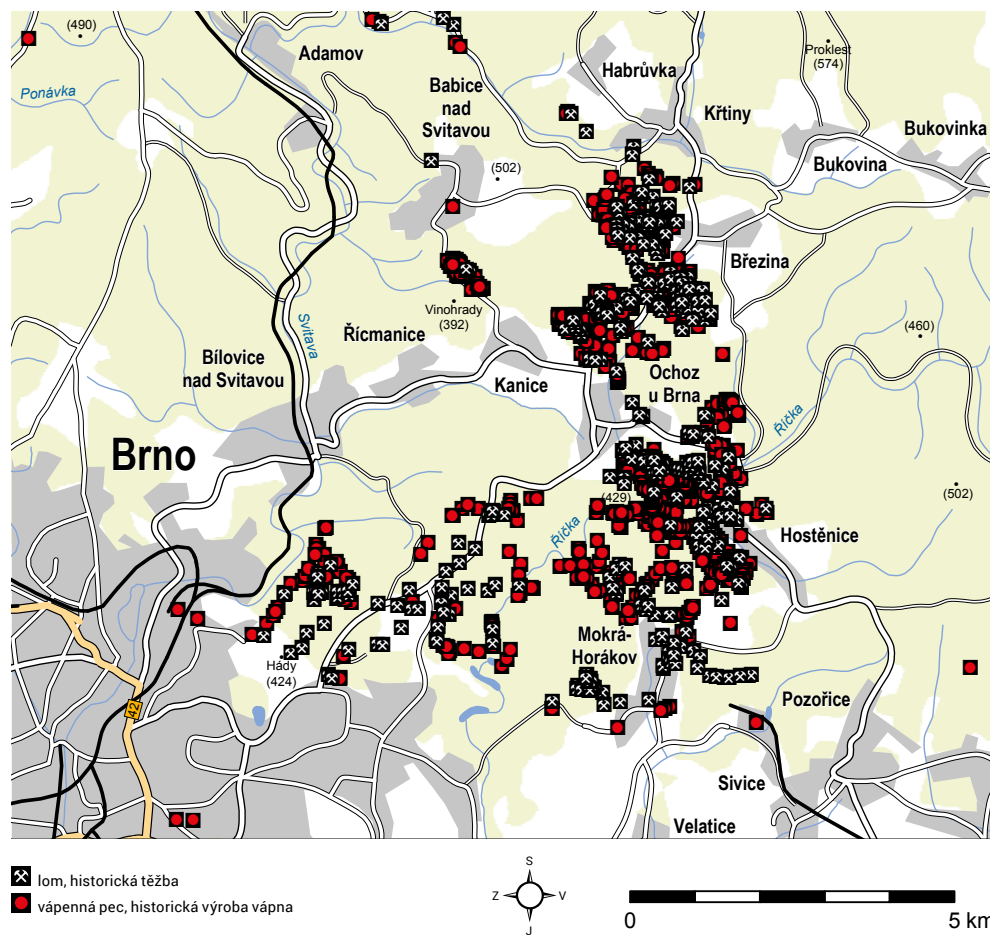 (490)
Adamov
Proklest
(574)
Habrůvka
Ponávka
Babice
nad
Svitavou
Křtiny
Bukovinka
Bukovina
(502)
Březina
Vinohrady
(392)
Řícmanice
Svitava
(460)
Bílovice
nad Svitavou
Kanice
Ochoz
u Brna
Říčka
Brno
(429)
(502)
Říčka
Hostěnice
Mokrá-
Horákov
Hády
(424)
Pozořice
42
Sivice
Velatice
lom, historická těžba
vápenná pec, historická výroba vápna
S
Z
V
J
0
5 km